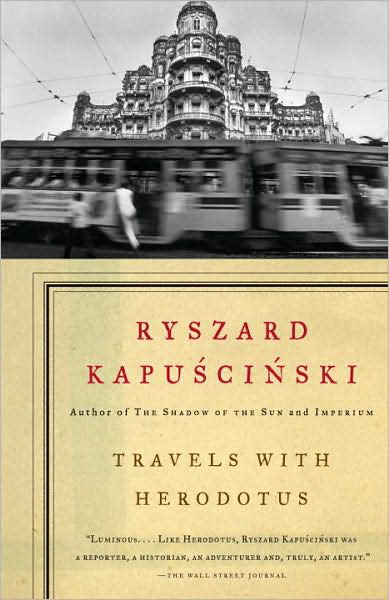 RYSZARD
KAPUŚCIŃSKI
Author of THE SHADOW OF THE SUN and IMPERIUM
TRAVELS WITH
HERODOTUS
"LUMINOUS. . . . LIKE HERODOTUS, RYSZARD KAPUŚCIŃSKI WAS
A REPORTER, A HISTORIAN, AN ADVENTURER AND, TRULY, AN ARTIST."
—THE WALL STREET JOURNAL